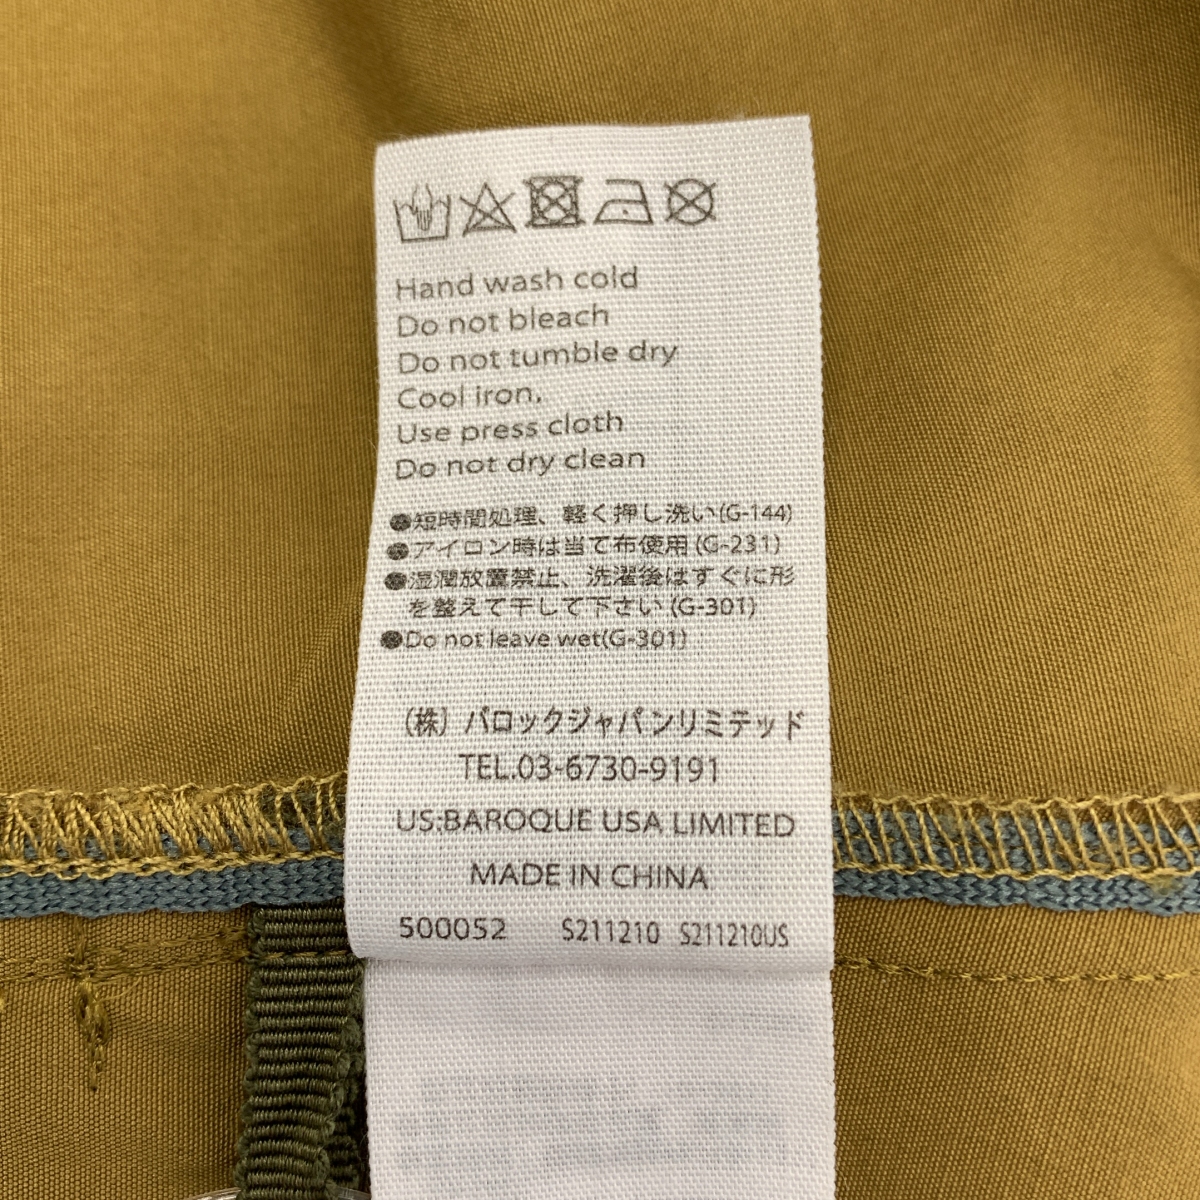 Hand wash cold
Do not bleach
Do not tumble dry
Cool iron,
Use press cloth
Do not dry clean
●短時間処理、軽く押し洗い(G-144)
●アイロン時は当て布使用(G-231)
●湿潤放置禁止、洗濯後はすぐに形
を整えて干して下さい(G-301)
●Do not leave wet(G-301)
(株)バロックジャパンリミテッド
TEL.03-6730-9191
US:BAROQUE USA LIMITED
MADE IN CHINA
500052 S211210 S211210US